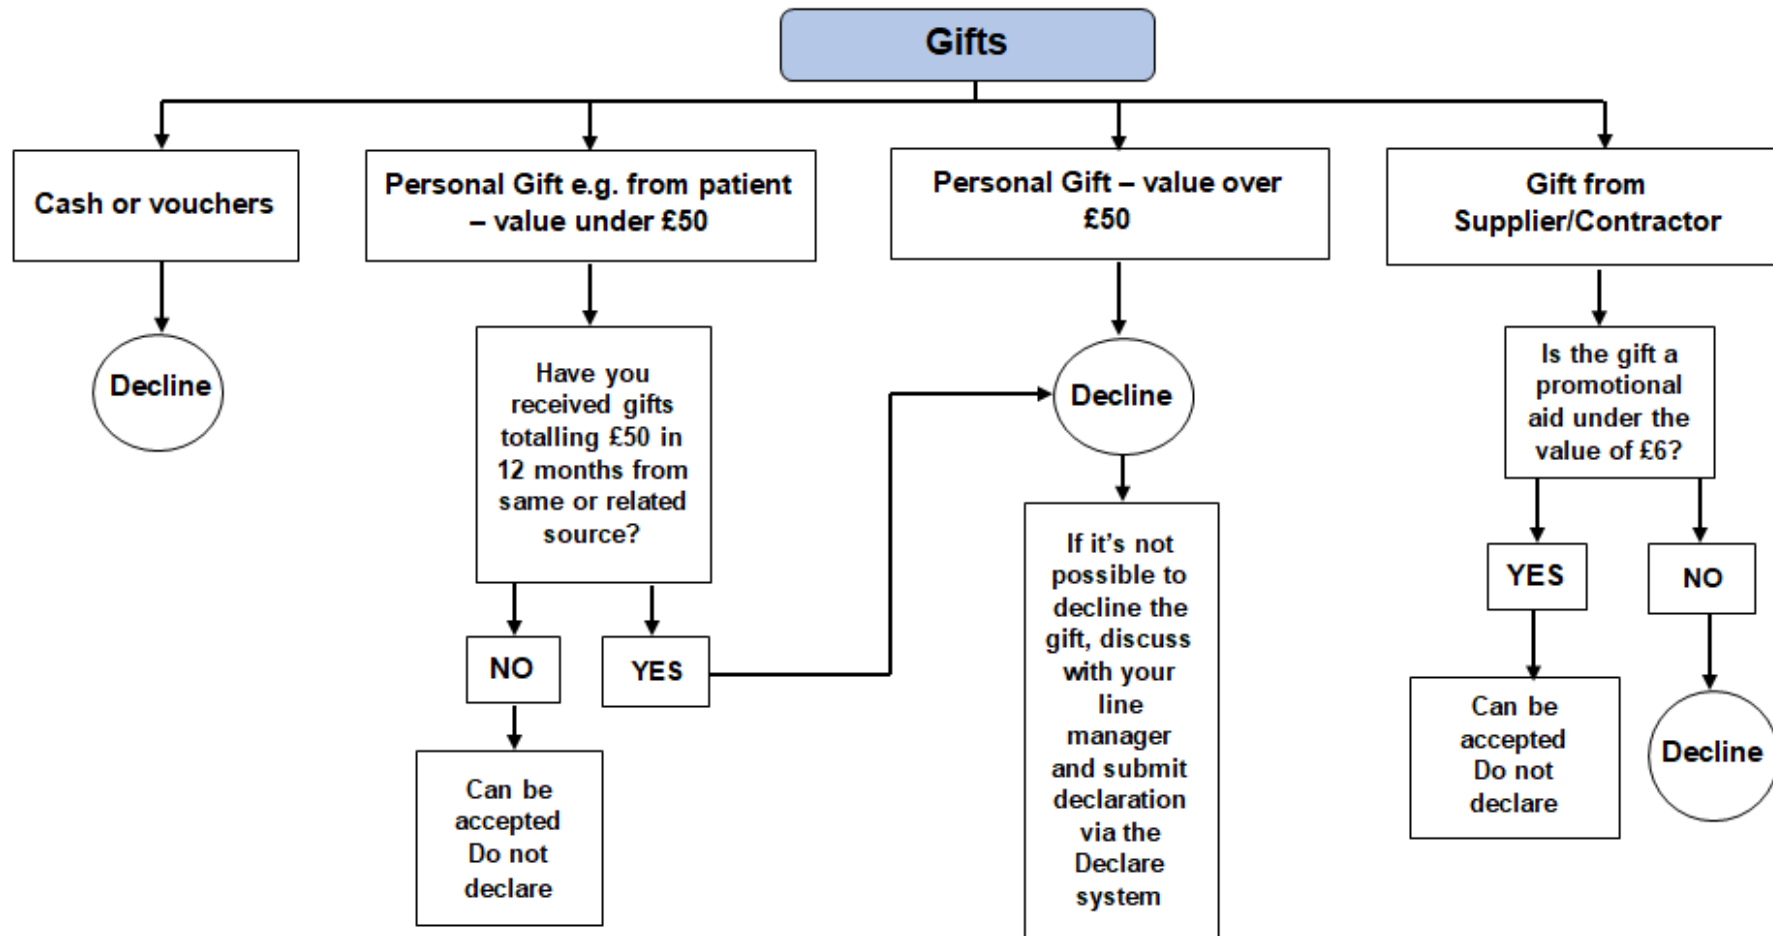 Gifts
Cash or vouchers
Decline
Personal Gift e.g. from patient
– value under £50
Have you
received gifts
totalling £50 in
12 months from
same or related
source?
NO
YES
Can be
accepted
Do not
declare
Personal Gift – value over
£50
Decline
If it’s not
possible to
decline the
gift, discuss
with your
line
manager
and submit
declaration
via the
Declare
system
Gift from
Supplier/Contractor
Is the gift a
promotional
aid under the
value of £6?
YES
NO
Can be
accepted
Do not
declare
Decline